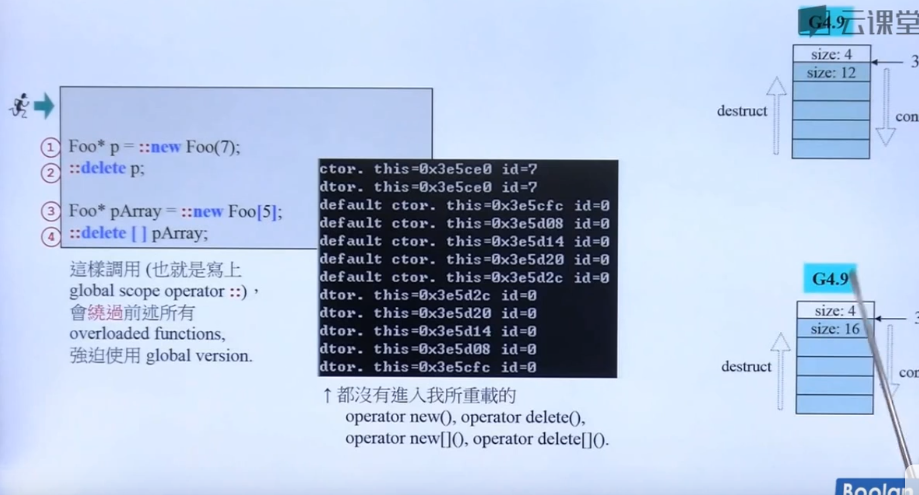 G4.9
云课堂
size: 4
3
size: 12
destruct
con
① Foo* p = ::new Foo(7);
② ::delete p;
③ Foo* pArray = ::new Foo[5];
④ ::delete [ ] pArray;
ctor. this=0x3e5ce0 id=7
dtor. this=0x3e5ce0 id=7
default ctor. this=0x3e5cfc id=0
default ctor. this=0x3e5d08 id=0
default ctor. this=0x3e5d14 id=0
default ctor. this=0x3e5d20 id=0
default ctor. this=0x3e5d2c id=0
dtor. this=0x3e5d2c id=0
dtor. this=0x3e5d20 id=0
dtor. this=0x3e5d14 id=0
dtor. this=0x3e5d08 id=0
dtor. this=0x3e5cfc id=0
這樣調用 (也就是寫上
global scope operator ::)，
會繞過前述所有
overloaded functions,
強迫使用 global version.
↑都沒有進入我所重載的
operator new(), operator delete(),
operator new[](), operator delete[]().
G4.9
size: 4
3
size: 16
destruct
con
Boolan